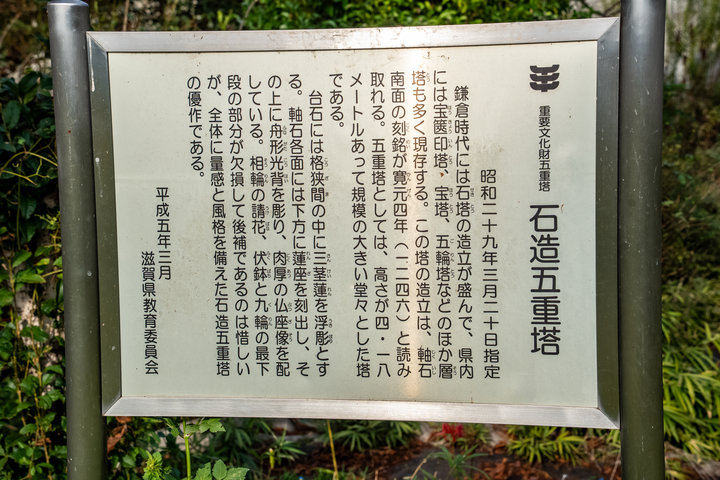 重要文化財五重塔
石造五重塔
昭和二十九年三月二十日指定
鎌倉時代には石塔の造立が盛んで、県内
には宝篋印塔、宝塔、五輪塔などのほか層
塔も多く現存する。この塔の造立は、軸石
南面の刻銘が寛元四年（一二四六）と読み
取れる。五重塔としては、高さが四・一八
メートルあって規模の大きい堂々とした塔
である。
台石には格狭間の中に三茎蓮を浮彫とす
る。軸石各面には下方に蓮座を刻出し、そ
の上に舟形光背を彫り、肉厚の仏座像を配
している。相輪の請花、伏鉢と九輪の最下
段の部分が欠損して後補であるのは惜しい
が、全体に量感と風格を備えた石造五重塔
の優作である。
平成五年三月
滋賀県教育委員会